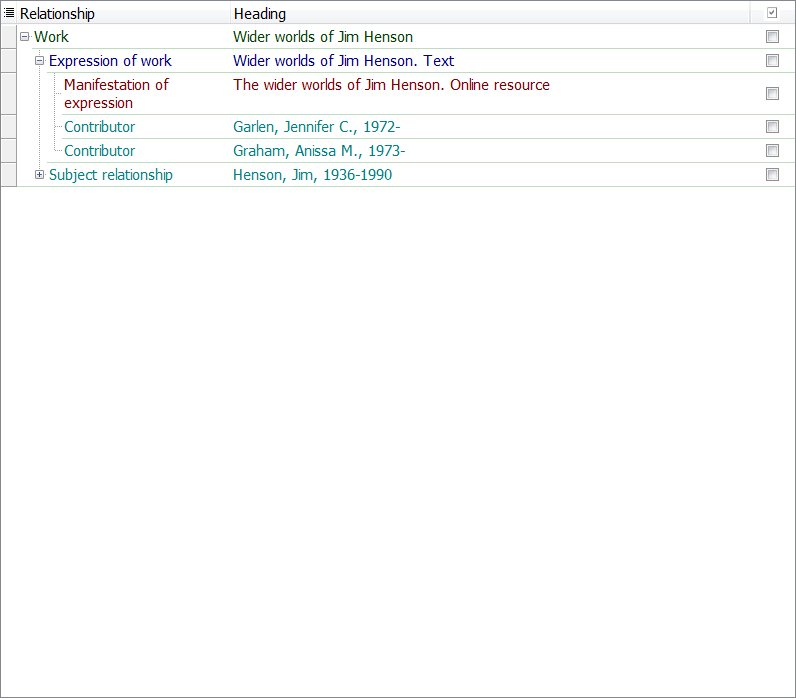 Relationship Heading
Work Wider worlds of Jim Henson
Expression of work Wider worlds of Jim Henson. Text
Manifestation of The wider worlds of Jim Henson. Online resource
expression
Contributor Garlen, Jennifer C., 1972-
Contributor Graham, Anissa M., 1973-
Subject relationship Henson, Jim, 1936-1990